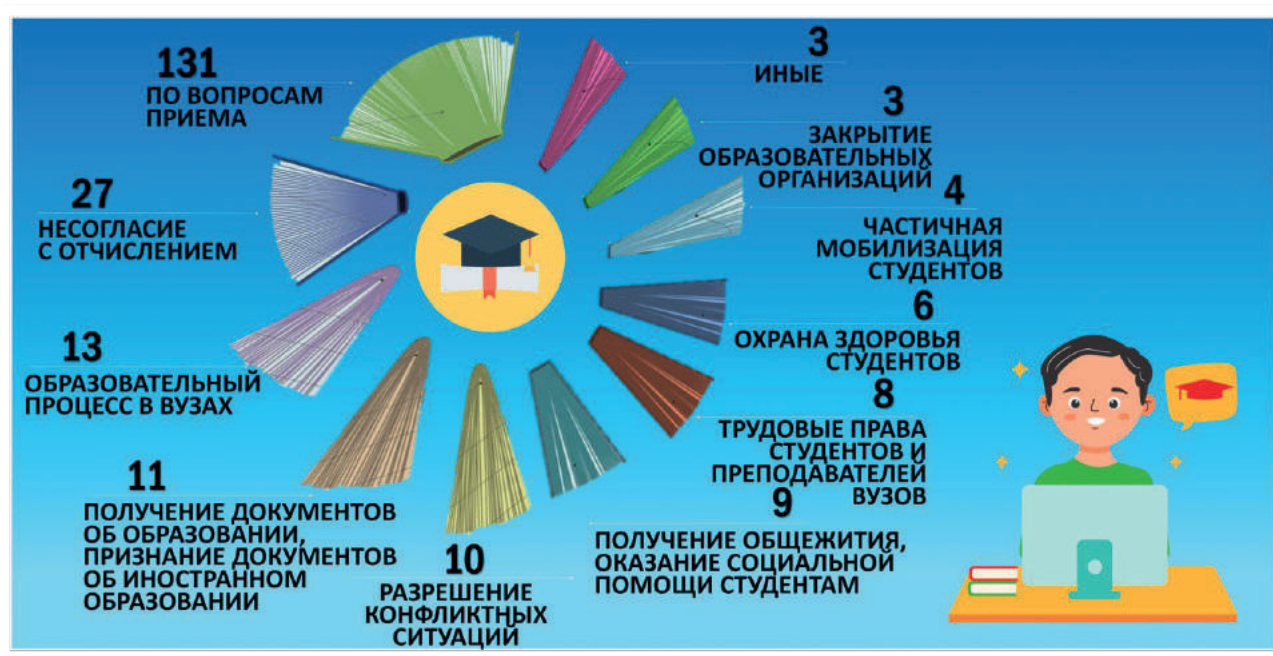 131
ПО ВОПРОСАМ
ПРИЕМА
27
НЕСОГЛАСИЕ
С ОТЧИСЛЕНИЕМ
13
ОБРАЗОВАТЕЛЬНЫЙ
ПРОЦЕСС В ВУЗАХ
11
ПОЛУЧЕНИЕ ДОКУМЕНТОВ
ОБ ОБРАЗОВАНИИ,
ПРИЗНАНИЕ ДОКУМЕНТОВ
ОБ ИНОСТРАННОМ
ОБРАЗОВАНИИ
10
РАЗРЕШЕНИЕ
КОНФЛИКТНЫХ
СИТУАЦИЙ
3
ИНЫЕ
3
ЗАКРЫТИЕ
ОБРАЗОВАТЕЛЬНЫХ
ОРГАНИЗАЦИЙ
4
ЧАСТИЧНАЯ
МОБИЛИЗАЦИЯ
СТУДЕНТОВ
6
ОХРАНА ЗДОРОВЬЯ
СТУДЕНТОВ
8
ТРУДОВЫЕ ПРАВА
СТУДЕНТОВ И
ПРЕПОДАВАТЕЛЕЙ
ВУЗОВ
9
ПОЛУЧЕНИЕ ОБЩЕЖИТИЯ,
ОКАЗАНИЕ СОЦИАЛЬНОЙ
ПОМОЩИ СТУДЕНТАМ